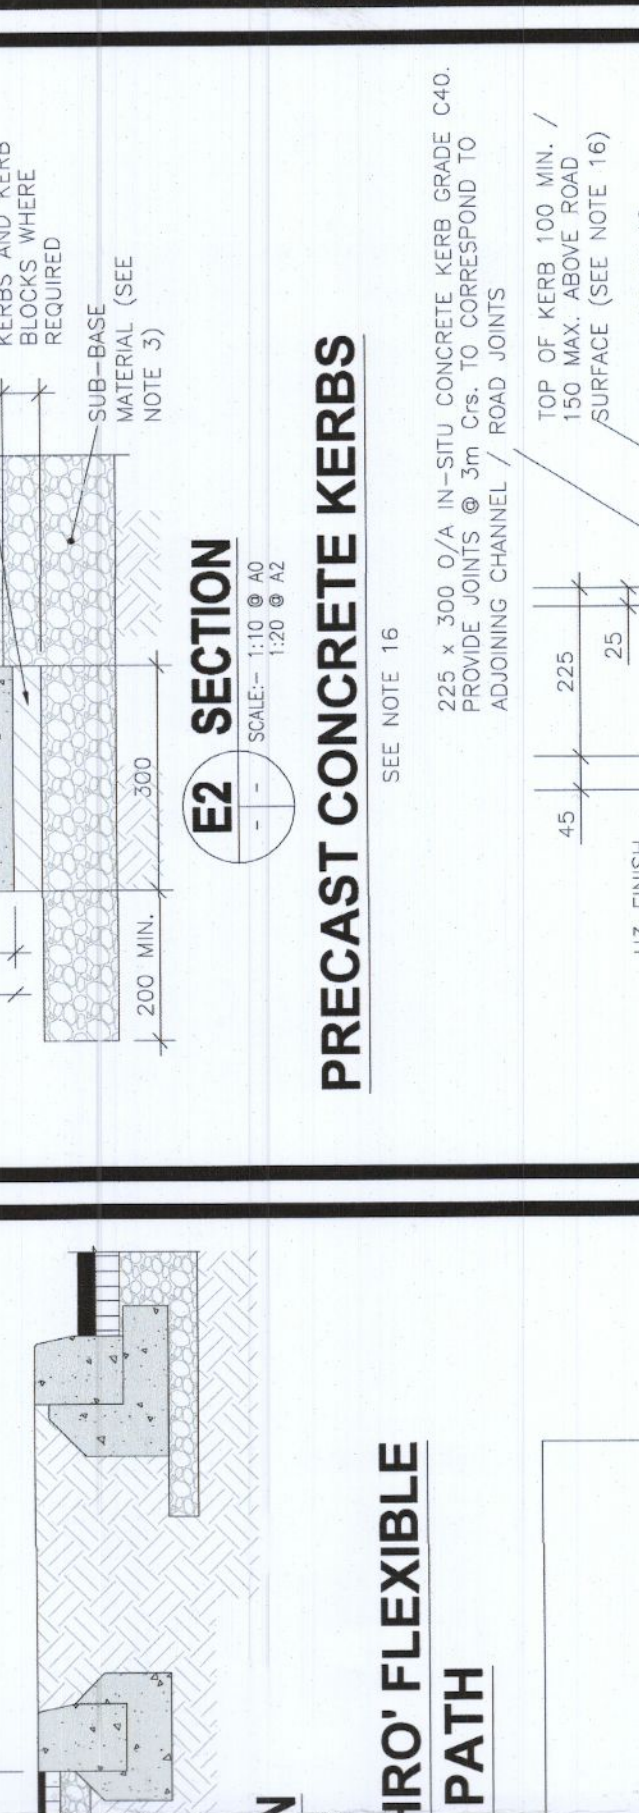 KERBS AND KERB
BLOCKS WHERE
REQUIRED
SUB-BASE
MATERIAL (SEE
NOTE 3)
300
200 MIN.
E2 SECTION
- -
SCALE:- 1:10 @ A0
1:20 @ A2
PRECAST CONCRETE KERBS
SEE NOTE 16
225 x 300 O/A IN-SITU CONCRETE KERB GRADE C40.
PROVIDE JOINTS @ 3m Crs. TO CORRESPOND TO
ADJOINING CHANNEL / ROAD JOINTS
TOP OF KERB 100 MIN. /
150 MAX. ABOVE ROAD
SURFACE (SEE NOTE 16)
45
225
25
FLEXIBLE
PATH